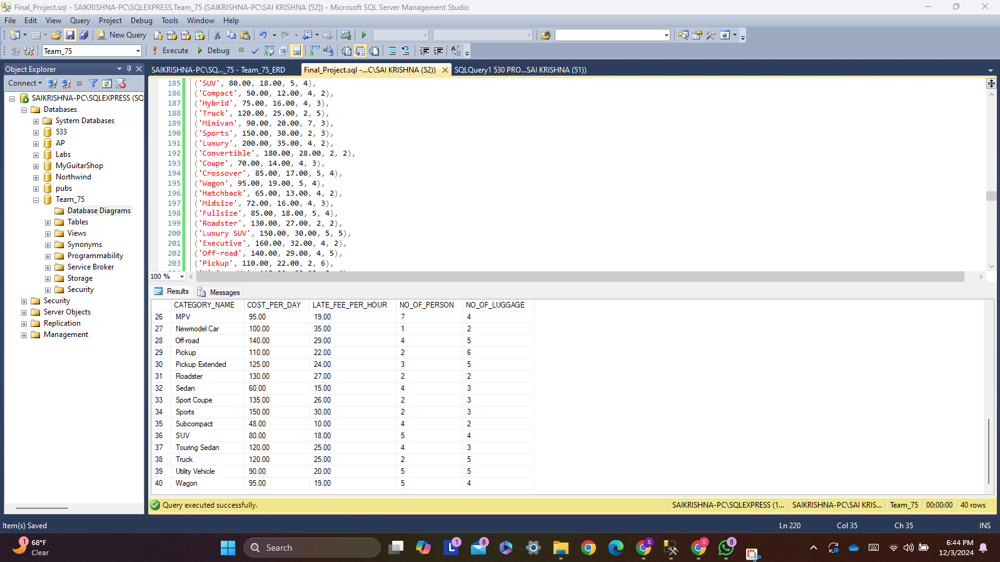 Final_Project.sql - SAIKRISHNA-PC\SQLEXPRESS.Team_75 (SAIKRISHNA-PC\SAI KRISHNA (52)) - Microsoft SQL Server Management Studio
File Edit View Query Project Debug Tools Window Help
New Query
Team_75 Execute Debug
Object Explorer
Connect
SAIKRISHNA-PC\SQLEXPRESS (SQ
Databases
System Databases
533
AP
Labs
MyGuitarShop
Northwind
pubs
Team_75
Database Diagrams
Tables
Views
Synonyms
Programmability
Service Broker
Storage
Security
Security
Server Objects
Replication
Management
SAIKRISHNA-PC\SQ..._75 - Team_75_ERD Final_Project.sql -...C\SAI KRISHNA (52)) SQLQuery1 530 PRO...SAI KRISHNA (51))
185 ('SUV', 80.00, 18.00, 5, 4),
186 ('Compact', 50.00, 12.00, 4, 2),
187 ('Hybrid', 75.00, 16.00, 4, 3),
188 ('Truck', 120.00, 25.00, 2, 5),
189 ('Minivan', 90.00, 20.00, 7, 3),
190 ('Sports', 150.00, 30.00, 2, 3),
191 ('Luxury', 200.00, 35.00, 4, 2),
192 ('Convertible', 180.00, 28.00, 2, 2),
193 ('Coupe', 70.00, 14.00, 4, 3),
194 ('Crossover', 85.00, 17.00, 5, 4),
195 ('Wagon', 95.00, 19.00, 5, 4),
196 ('Hatchback', 65.00, 13.00, 4, 2),
197 ('Midsize', 72.00, 16.00, 4, 3),
198 ('Fullsize', 85.00, 18.00, 5, 4),
199 ('Roadster', 130.00, 27.00, 2, 2),
200 ('Luxury SUV', 150.00, 30.00, 5, 5),
201 ('Executive', 160.00, 32.00, 4, 2),
202 ('Off-road', 140.00, 29.00, 4, 5),
203 ('Pickup', 110.00, 22.00, 2, 6),
100 %
Results Messages
CATEGORY_NAME COST_PER_DAY LATE_FEE_PER_HOUR NO_OF_PERSON NO_OF_LUGGAGE
26 MPV 95.00 19.00 7 4
27 Newmodel Car 100.00 35.00 1 2
28 Off-road 140.00 29.00 4 5
29 Pickup 110.00 22.00 2 6
30 Pickup Extended 125.00 24.00 3 5
31 Roadster 130.00 27.00 2 2
32 Sedan 60.00 15.00 4 3
33 Sport Coupe 135.00 26.00 2 3
34 Sports 150.00 30.00 2 3
35 Subcompact 48.00 10.00 4 2
36 SUV 80.00 18.00 5 4
37 Touring Sedan 120.00 25.00 4 3
38 Truck 120.00 25.00 2 5
39 Utility Vehicle 90.00 20.00 5 5
40 Wagon 95.00 19.00 5 4
Query executed successfully. SAIKRISHNA-PC\SQLEXPRESS (1... SAIKRISHNA-PC\SAI KRIS... Team_75 00:00:00 40 rows
Item(s) Saved Ln 220 Col 35 Ch 35 INS
1 68°F
Clear
Search
1 8 S S 8
6:44 PM
12/3/2024